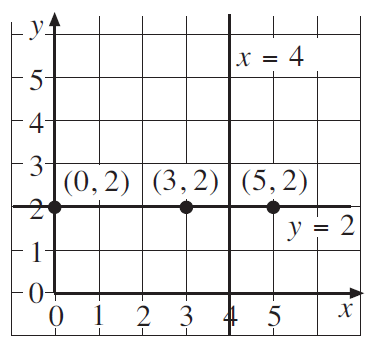 y
x = 4
5
4
3
(0, 2) (3, 2) (5, 2)
2
y = 2
1
0
0 1 2 3 4 5 x